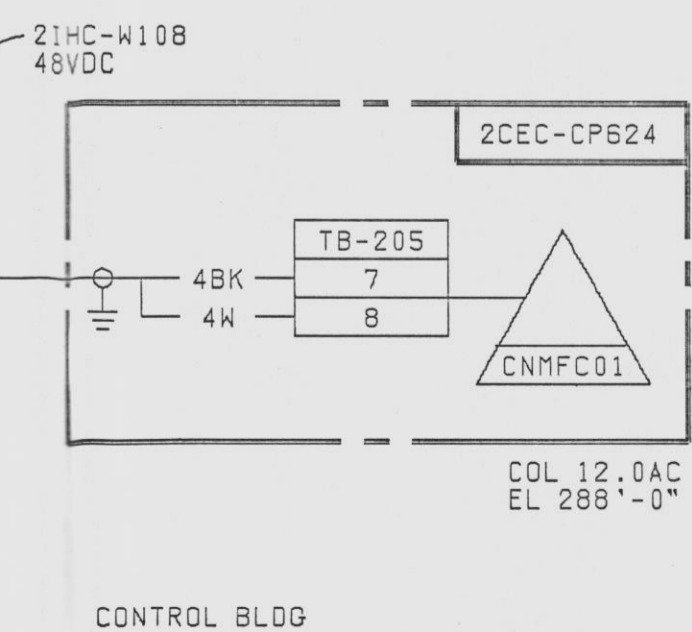 2IHC-W108
48VDC
2CEC-CP624
TB-205
4BK
7
4W
8
CNMFC01
COL 12.0AC
EL 288'-0"
CONTROL BLDG